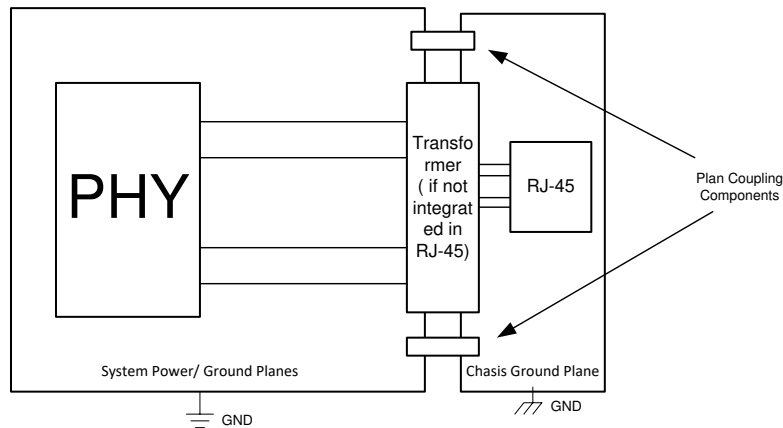 PHY
Transfo
rmer
( if not
integrat
ed in
RJ-45)
RJ-45
Plan Coupling
Components
System Power/ Ground Planes
Chasis Ground Plane
GND
GND